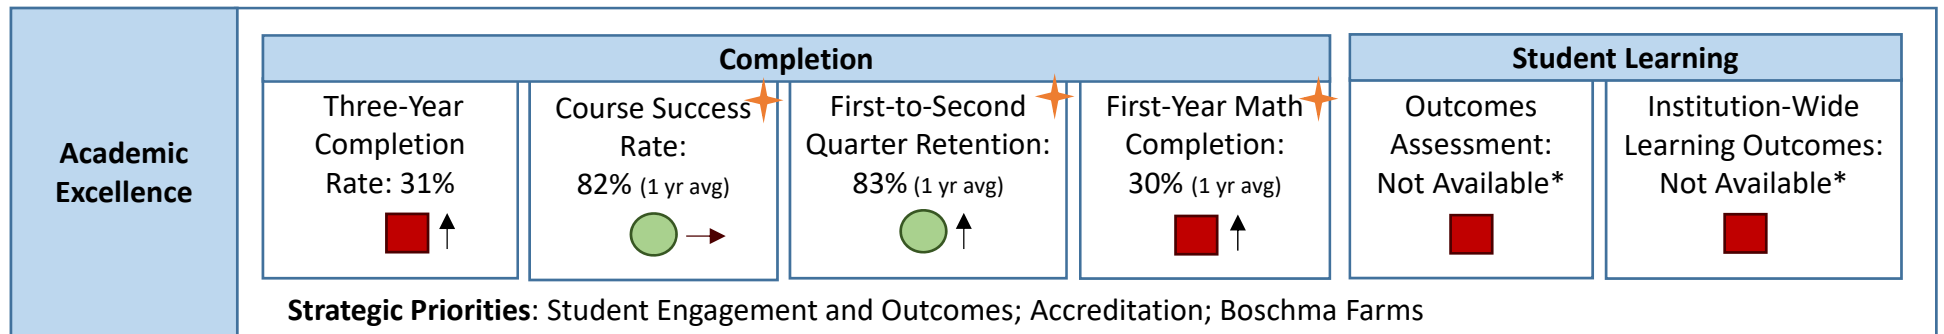 Academic
Excellence
Completion
Three-Year
Completion
Rate: 31%
Course Success
Rate:
82% (1 yr avg)
First-to-Second
Quarter Retention:
83% (1 yr avg)
First-Year Math
Completion:
30% (1 yr avg)
Student Learning
Outcomes
Assessment:
Not Available*
Institution-Wide
Learning Outcomes:
Not Available*
Strategic Priorities: Student Engagement and Outcomes; Accreditation; Boschma Farms